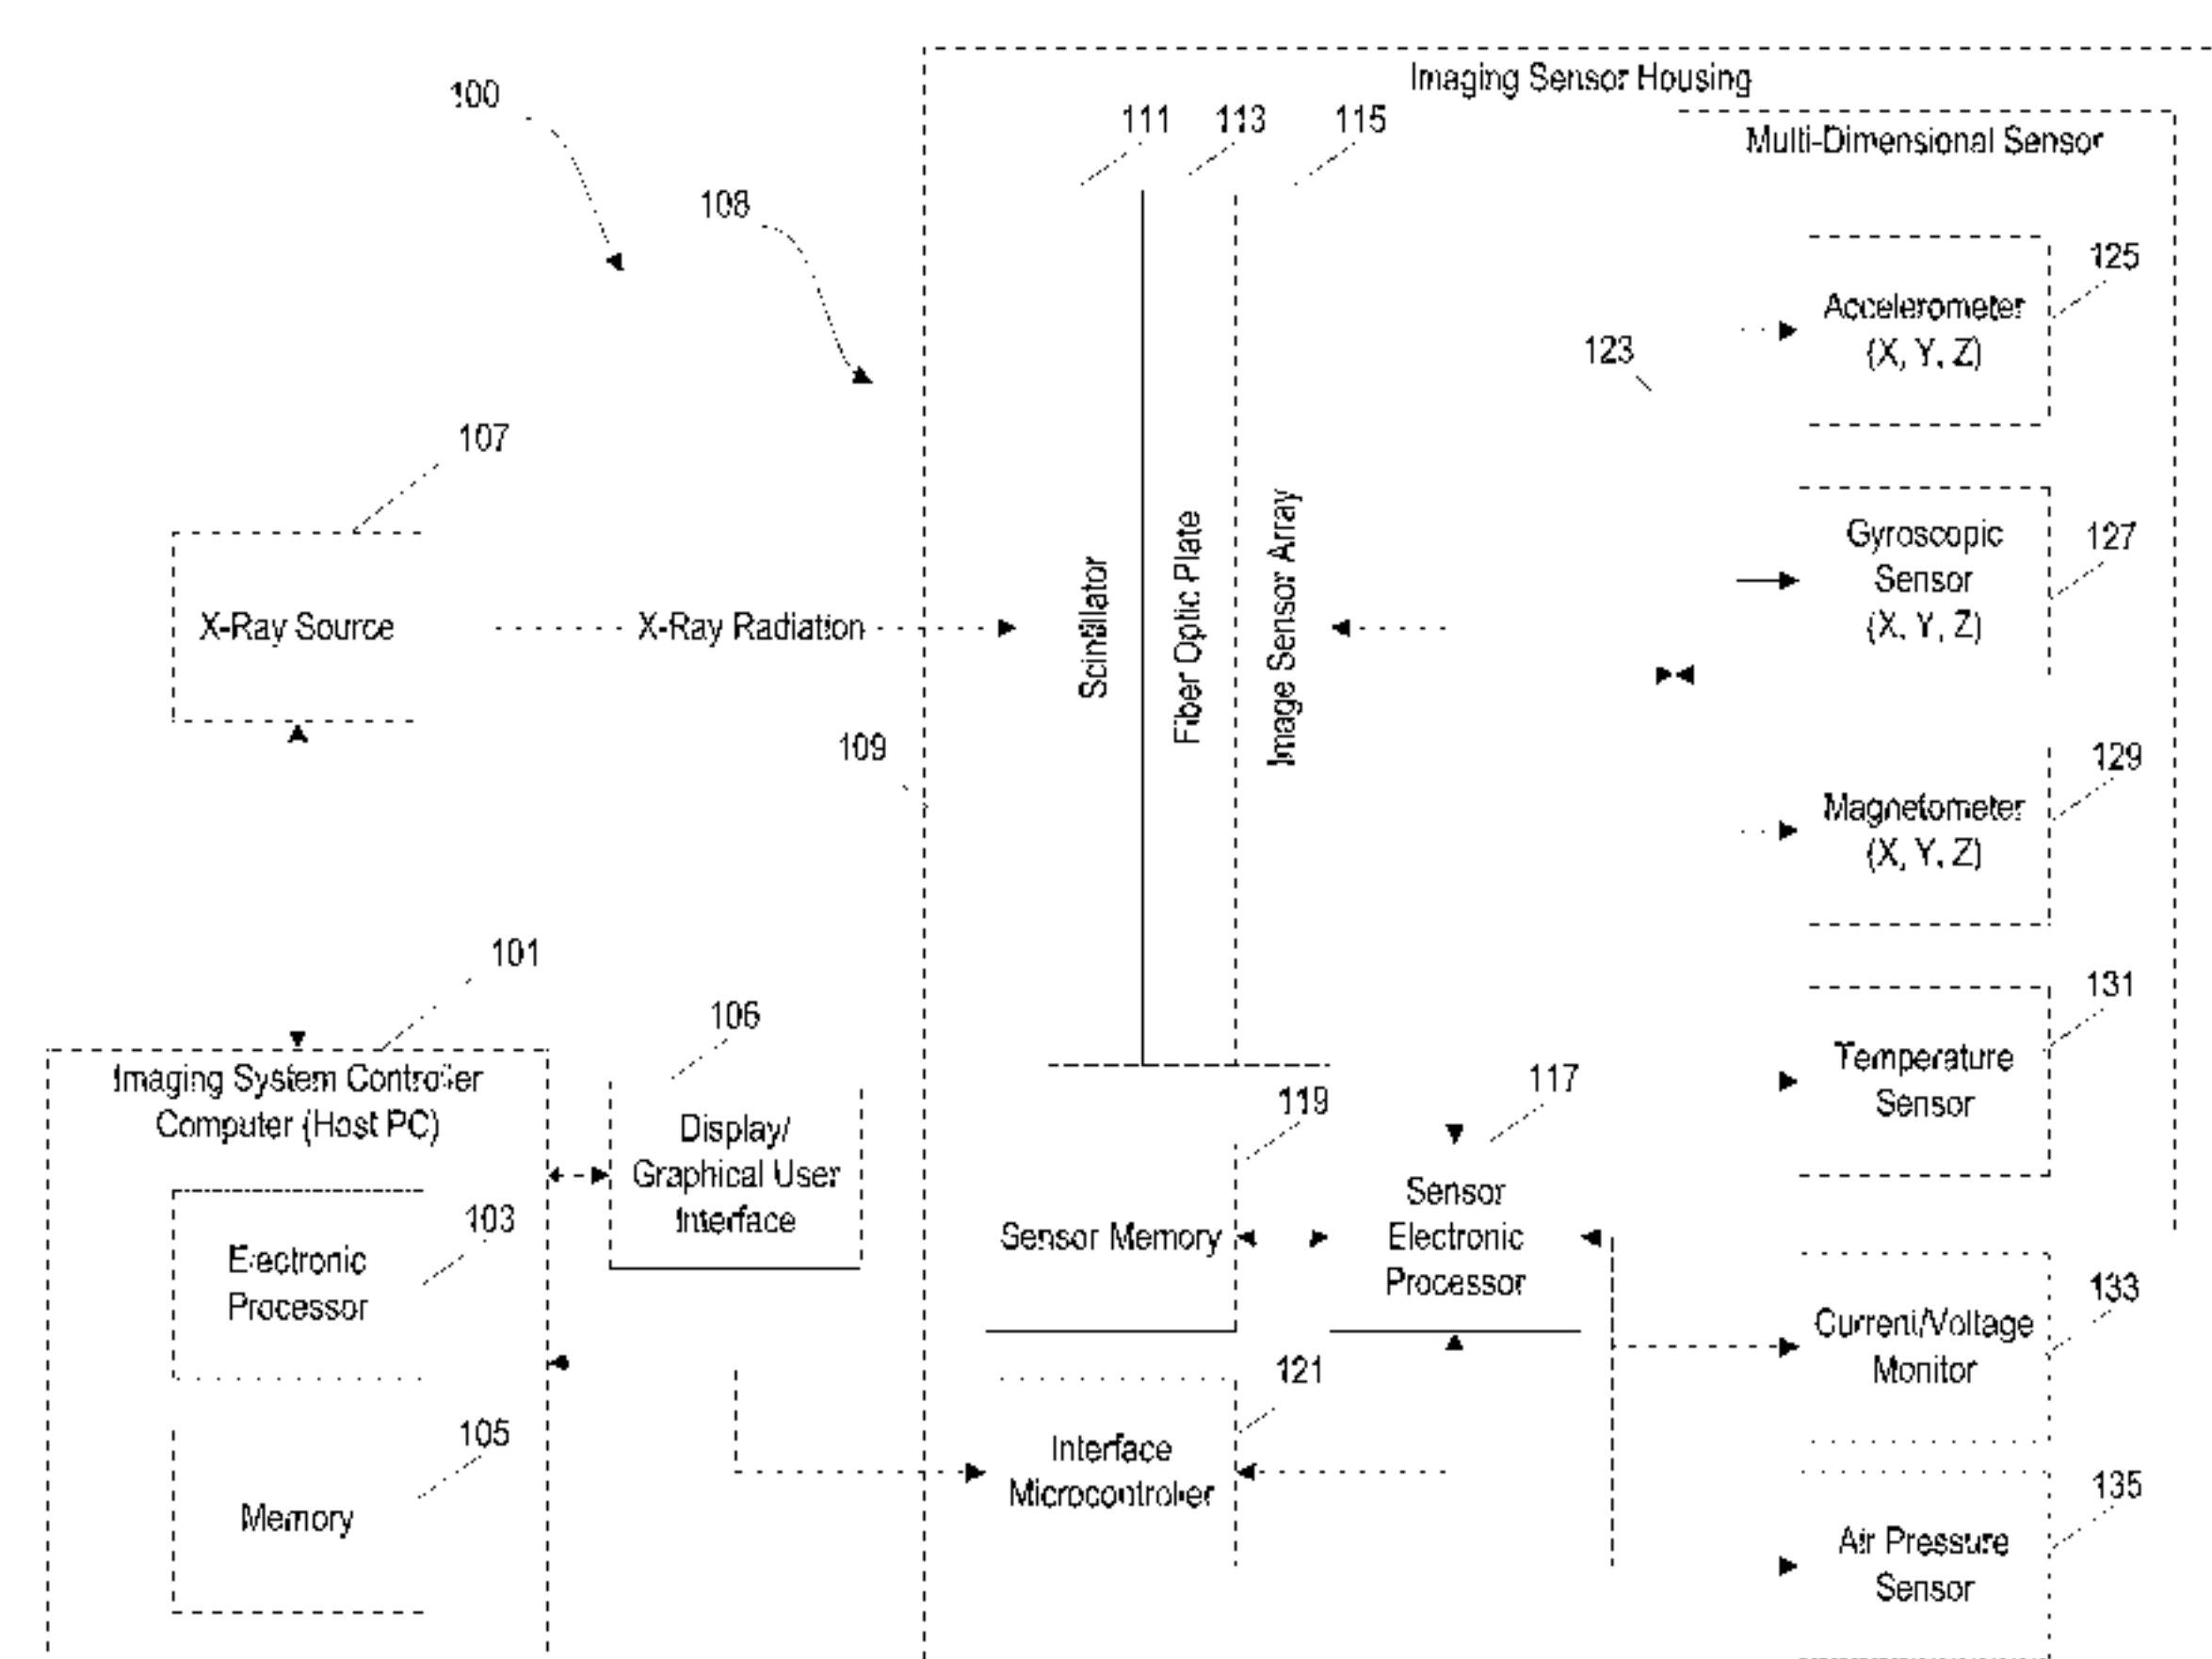 Imaging Sensor Housing
100
111
113
115
Multi-Dimensional Sensor
108
125
Accelerometer
(X, Y, Z)
123
107
Gyroscopic
Sensor
(X, Y, Z)
127
X-Ray Source
X-Ray Radiation
Scintillator
Fiber Optic Plate
Image Sensor Array
109
129
Magnetometer
(X, Y, Z)
101
106
131
Imaging System Controller
Computer (Host PC)
Temperature
Sensor
119
117
Display/
Graphical User
Interface
103
Electronic
Processor
Sensor Memory
Sensor
Electronic
Processor
133
Current/Voltage
Monitor
121
105
Memory
Interface
Microcontroller
135
Air Pressure
Sensor